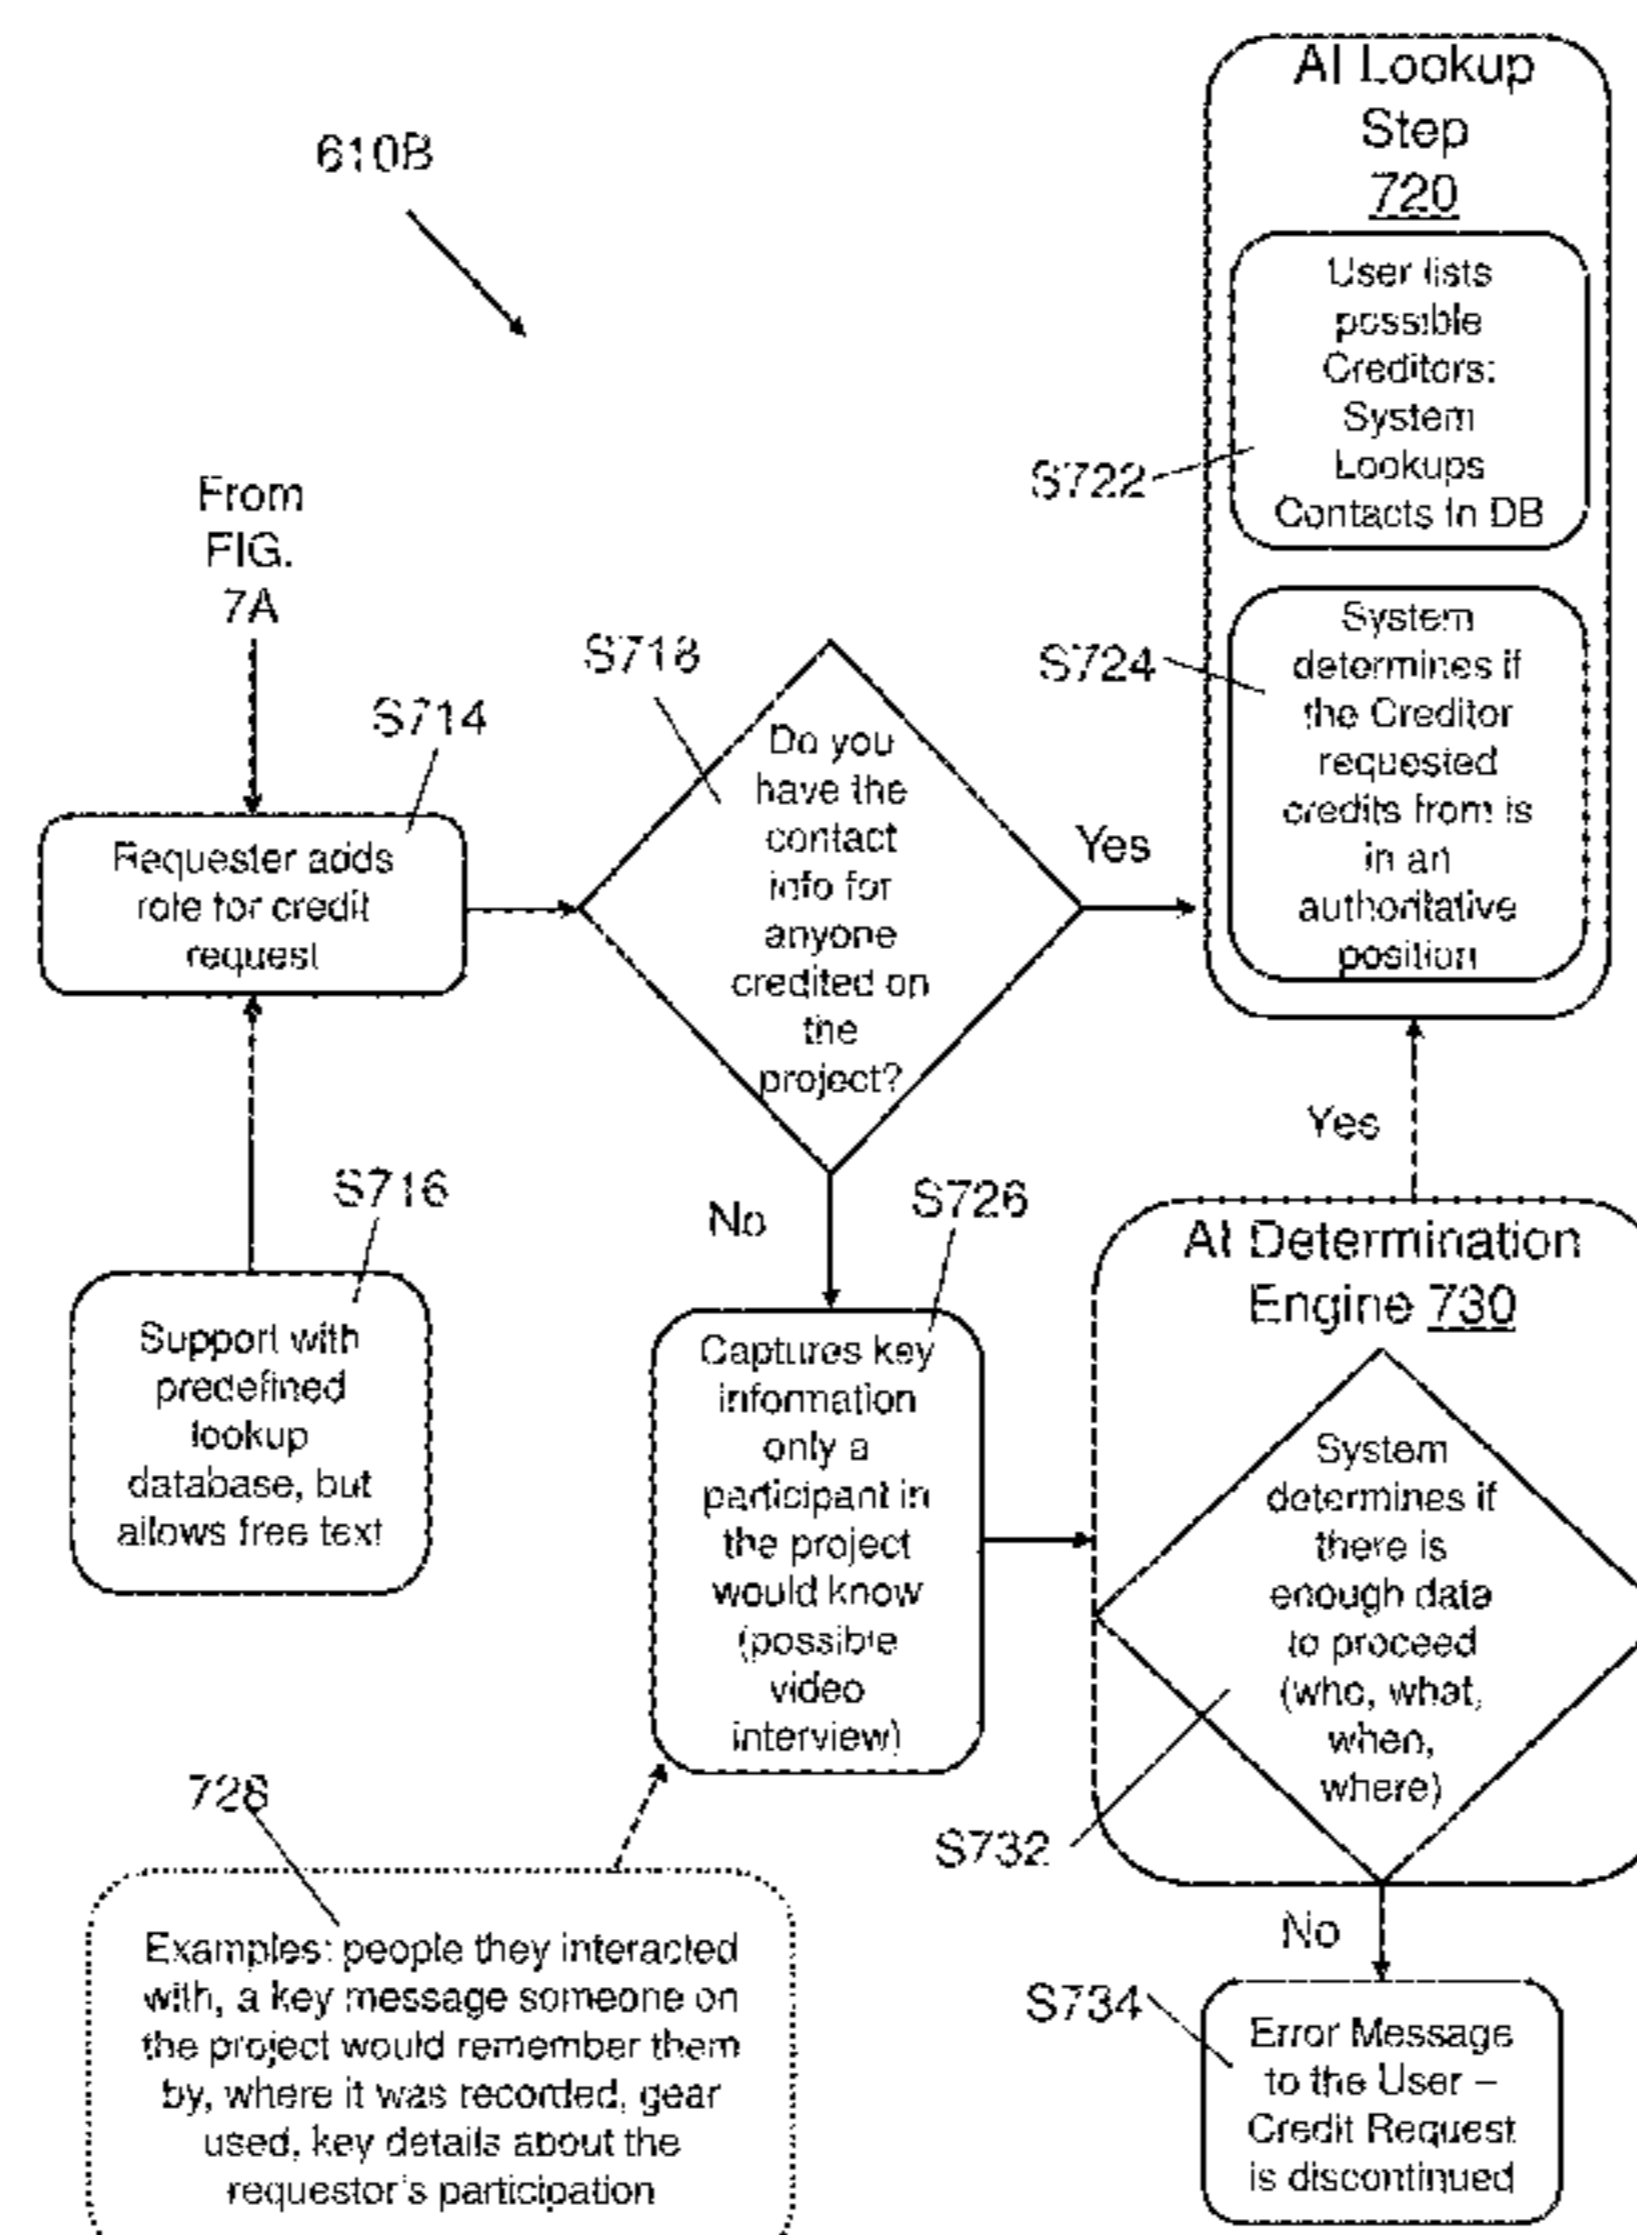 610B
AI Lookup
Step
720
User lists
possible
Creditors:
System
Lookups
Contacts in DB
S722
System
determines if
the Creditor
requested
credits from is
in an
authoritative
position
S724
From
FIG.
7A
S714
Requester adds
role for credit
request
S718
Do you
have the
contact
info for
anyone
credited on
the
project?
Yes
No
S716
Support with
predefined
lookup
database, but
allows free text
S726
Captures key
information
only a
participant in
the project
would know
(possible
video
interview)
Yes
AI Determination
Engine 730
System
determines if
there is
enough data
to proceed
(who, what,
when,
where)
S732
728
Examples: people they interacted
with, a key message someone on
the project would remember them
by, where it was recorded, gear
used, key details about the
requestor's participation
No
S734
Error Message
to the User –
Credit Request
is discontinued